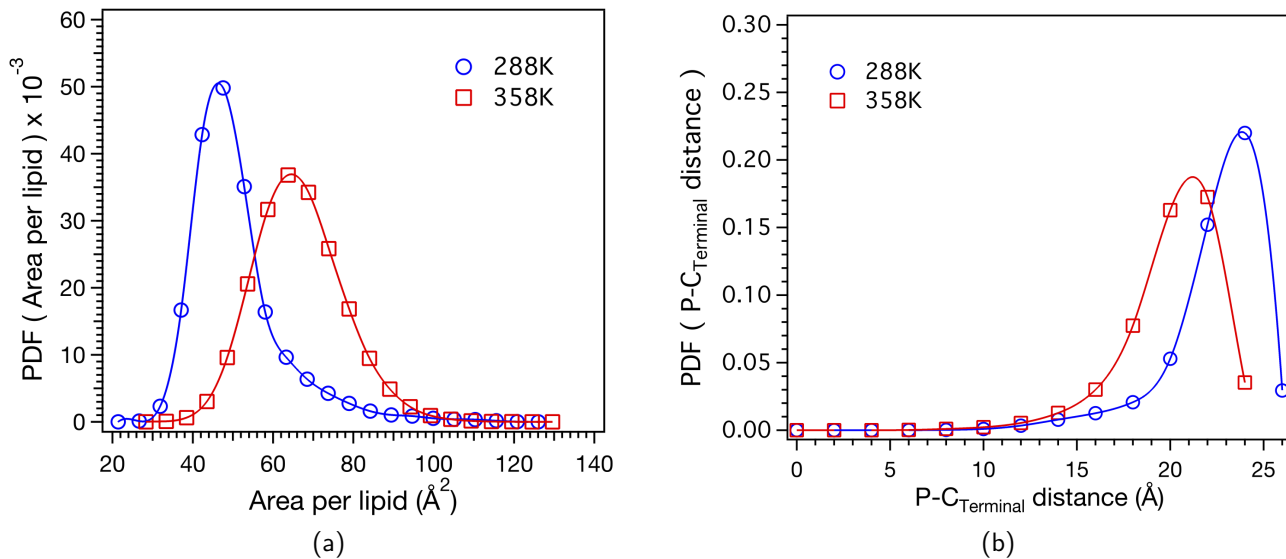 PDF ( Area per lipid ) x 10^-3
60
50
40
30
20
10
0
288K
358K
20 40 60 80 100 120 140
Area per lipid (Å²)
(a)
PDF ( P-C_Terminal distance )
0.30
0.25
0.20
0.15
0.10
0.05
0.00
288K
358K
0 5 10 15 20 25
P-C_Terminal distance (Å)
(b)